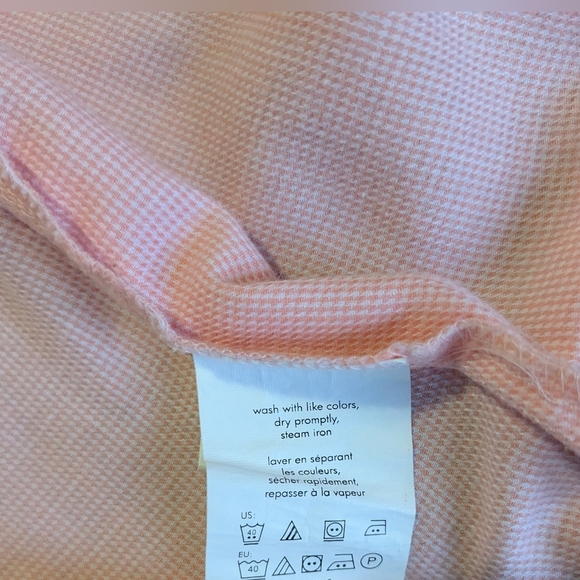 wash with like colors,
dry promptly,
steam iron
laver en séparant
les couleurs,
sécher rapidement,
repasser à la vapeur
US:
40
EU:
40 P